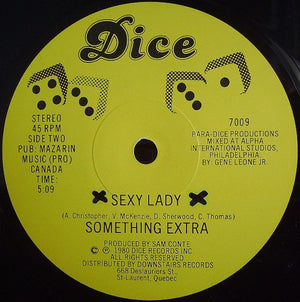 Dice
STEREO
45 RPM
SIDE TWO
PUB: MAZARIN
MUSIC (PRO)
CANADA
TIME:
5:09
7009
PARA-DICE PRODUCTIONS
MIXED AT ALPHA
INTERNATIONAL STUDIOS,
PHILADELPHIA
BY: GENE LEONE JR.
SEXY LADY
(A. Christopher, V. McKenzie, D. Sherwood, C. Thomas)
SOMETHING EXTRA
PRODUCED BY SAM CONTE
© ℗ 1980 DICE RECORDS INC
ALL RIGHTS RESERVED
DISTRIBUTED BY DOWNSTAIRS RECORDS
668 Deslauriers St.,
St-Laurent, Quebec